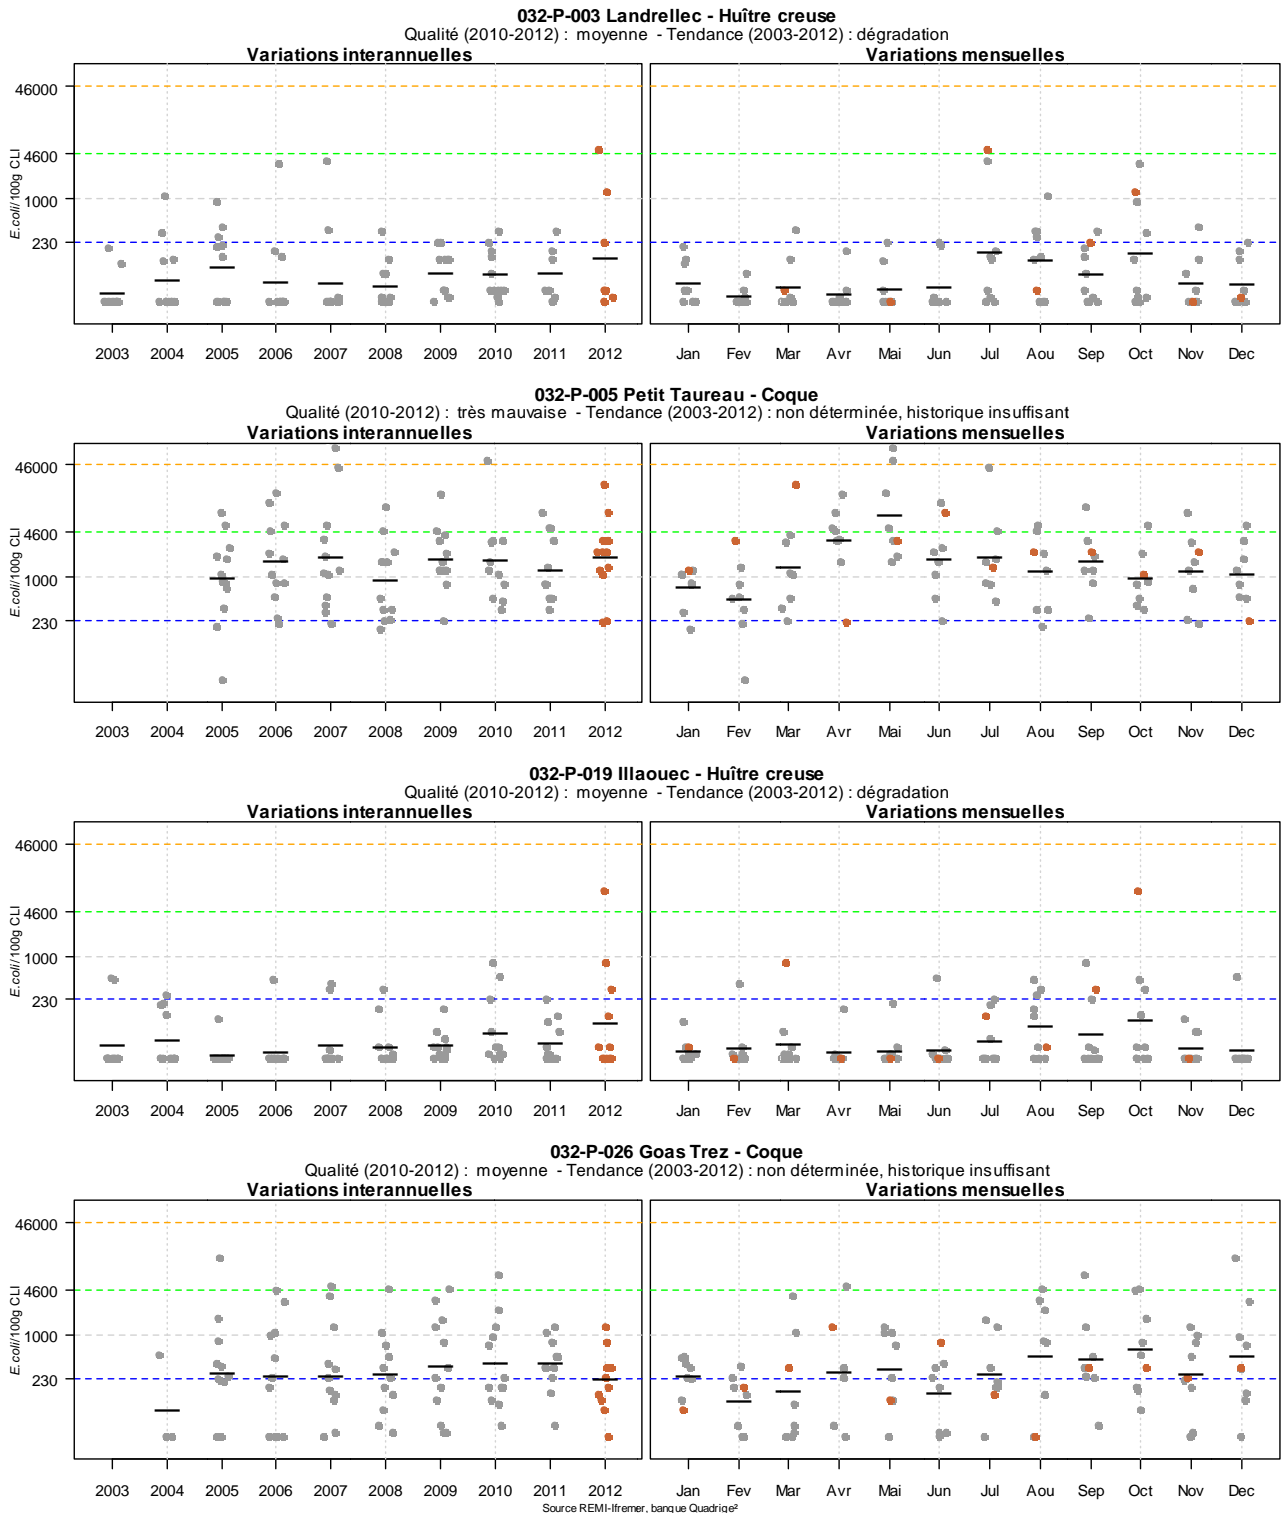 032-P-003 Landrellec - Huître creuse
Qualité (2010-2012) : moyenne - Tendance (2003-2012) : dégradation
Variations interannuelles
Variations mensuelles
E.coli/100g CLI
46000
4600
1000
230
2003 2004 2005 2006 2007 2008 2009 2010 2011 2012
Jan Fev Mar Avr Mai Jun Jul Aou Sep Oct Nov Dec
032-P-005 Petit Taureau - Coque
Qualité (2010-2012) : très mauvaise - Tendance (2003-2012) : non déterminée, historique insuffisant
Variations interannuelles
Variations mensuelles
E.coli/100g CLI
46000
4600
1000
230
2003 2004 2005 2006 2007 2008 2009 2010 2011 2012
Jan Fev Mar Avr Mai Jun Jul Aou Sep Oct Nov Dec
032-P-019 Illaouec - Huître creuse
Qualité (2010-2012) : moyenne - Tendance (2003-2012) : dégradation
Variations interannuelles
Variations mensuelles
E.coli/100g CLI
46000
4600
1000
230
2003 2004 2005 2006 2007 2008 2009 2010 2011 2012
Jan Fev Mar Avr Mai Jun Jul Aou Sep Oct Nov Dec
032-P-026 Goas Trez - Coque
Qualité (2010-2012) : moyenne - Tendance (2003-2012) : non déterminée, historique insuffisant
Variations interannuelles
Variations mensuelles
E.coli/100g CLI
46000
4600
1000
230
2003 2004 2005 2006 2007 2008 2009 2010 2011 2012
Jan Fev Mar Avr Mai Jun Jul Aou Sep Oct Nov Dec
Source REMI-Ifremer, banque Quadrige²